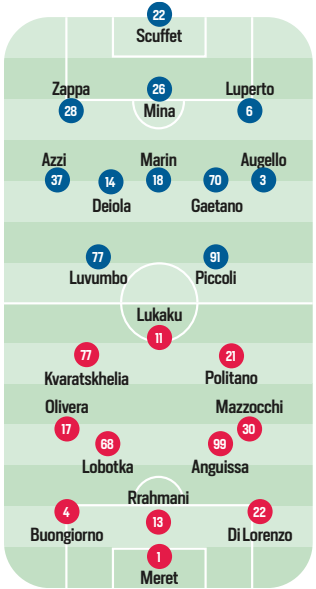 22
Scuffet
Zappa 26 Luperto
28 Mina 6
Azzi Marin Augello
37 14 18 70 3
Deiola Gaetano
77 91
Luvumbo Piccoli
Lukaku
11
77 21
Kvaratskhelia Politano
Olivera Mazzocchi
17 68 99 30
Lobotka Anguissa
Rrahmani
4 13 22
Buongiorno Di Lorenzo
1
Meret